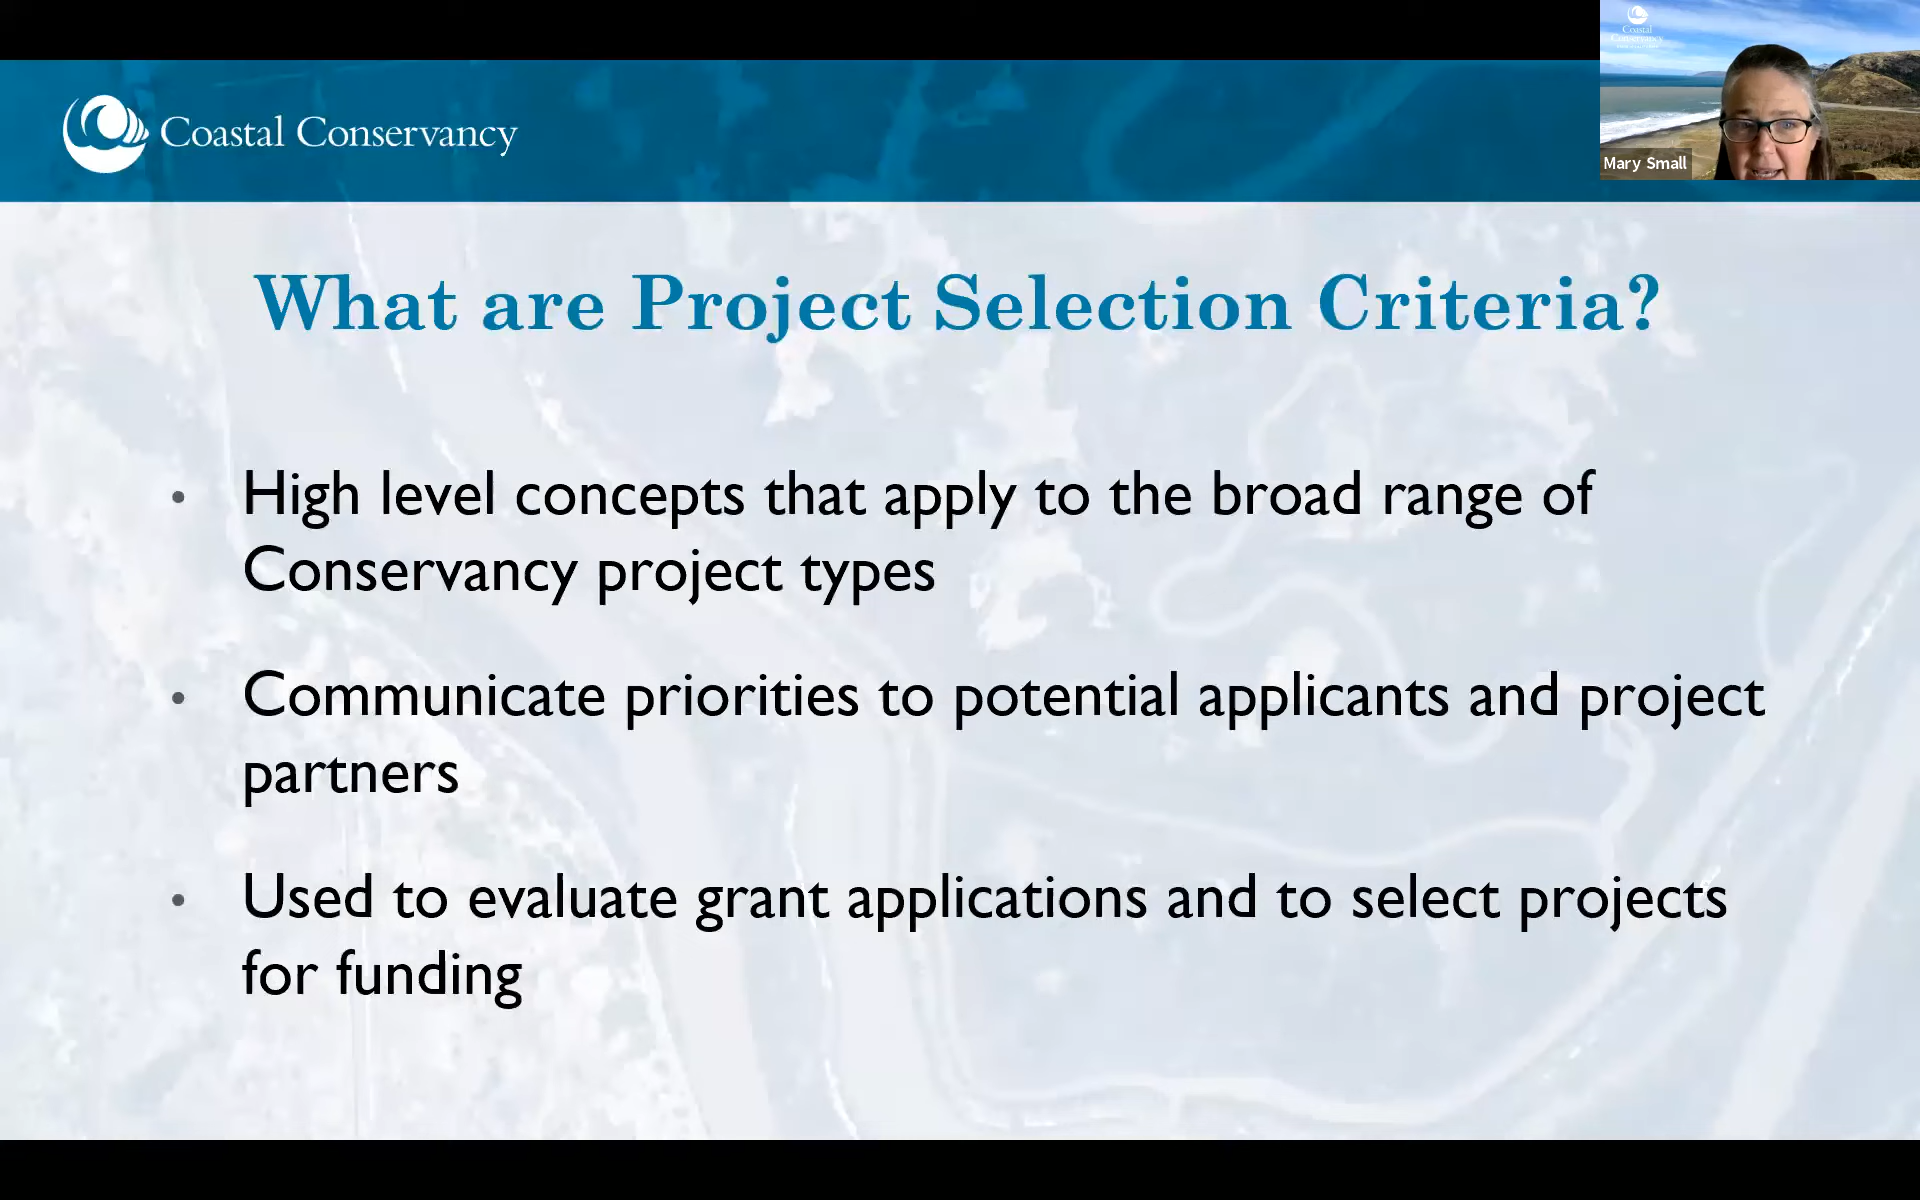 Coastal
Conservancy
Mary Small
Coastal Conservancy
What are Project Selection Criteria?
• High level concepts that apply to the broad range of
Conservancy project types
• Communicate priorities to potential applicants and project
partners
• Used to evaluate grant applications and to select projects
for funding